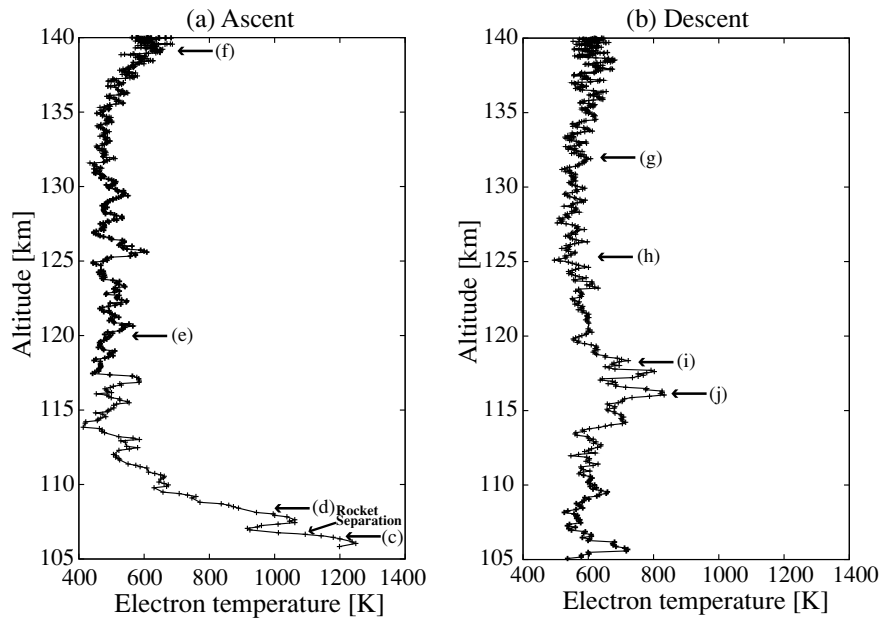 (a) Ascent
(b) Descent
140
135
130
125
120
115
110
105
Altitude [km]
(f)
(e)
(d)
Rocket
Separation
(c)
400 600 800 1000 1200 1400
Electron temperature [K]
140
135
130
125
120
115
110
105
Altitude [km]
(g)
(h)
(i)
(j)
400 600 800 1000 1200 1400
Electron temperature [K]